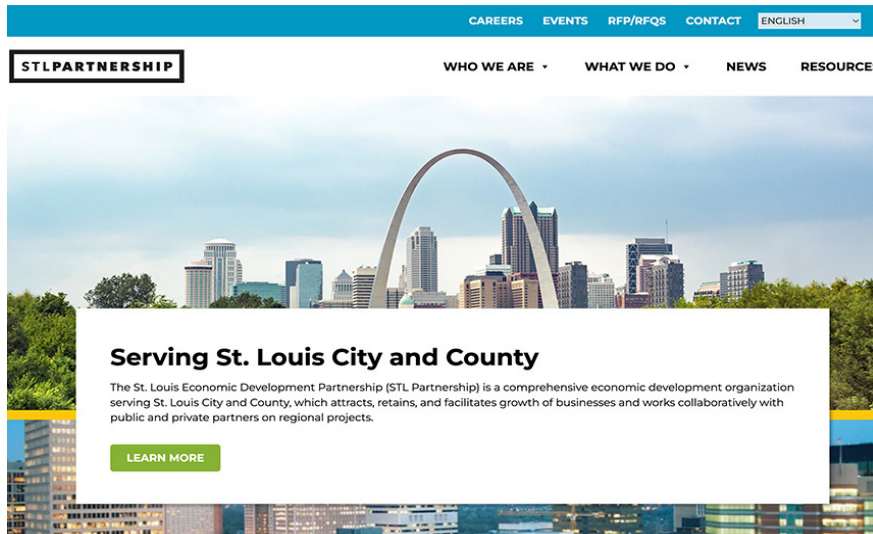 CAREERS EVENTS RFP/RFQS CONTACT ENGLISH
STLPARTNERSHIP
WHO WE ARE WHAT WE DO NEWS RESOURCES
Serving St. Louis City and County
The St. Louis Economic Development Partnership (STL Partnership) is a comprehensive economic development organization
serving St. Louis City and County, which attracts, retains, and facilitates growth of businesses and works collaboratively with
public and private partners on regional projects.
LEARN MORE